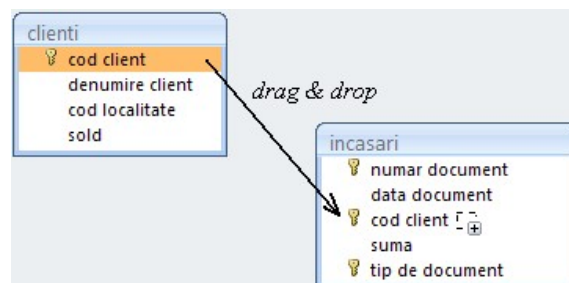 clienti
cod client
denumire client
cod localitate
sold
drag & drop
incasari
numar document
data document
cod client
suma
tip de document